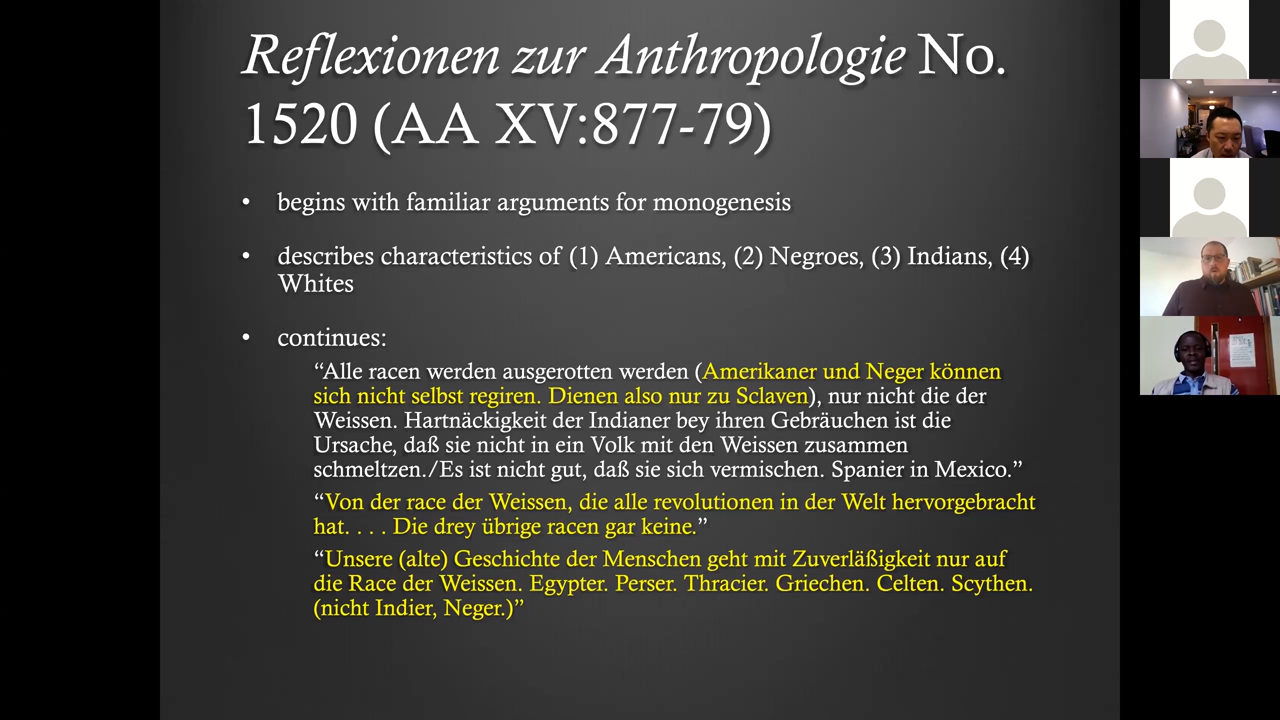 Reflexionen zur Anthropologie No.
1520 (AA XV:877-79)
• begins with familiar arguments for monogenesis
• describes characteristics of (1) Americans, (2) Negroes, (3) Indians, (4)
Whites
• continues:
“Alle racen werden ausgerotten werden (Amerikaner und Neger können
sich nicht selbst regiren. Dienen also nur zu Sclaven), nur nicht die der
Weissen. Hartnäckigkeit der Indianer bey ihren Gebräuchen ist die
Ursache, daß sie nicht in ein Volk mit den Weissen zusammen
schmeltzen./Es ist nicht gut, daß sie sich vermischen. Spanier in Mexico.”
“Von der race der Weissen, die alle revolutionen in der Welt hervorgebracht
hat. . . . Die drey übrige racen gar keine.”
“Unsere (alte) Geschichte der Menschen geht mit Zuverläßigkeit nur auf
die Race der Weissen. Egypter. Perser. Thracier. Griechen. Celten. Scythen.
(nicht Indier, Neger.)”